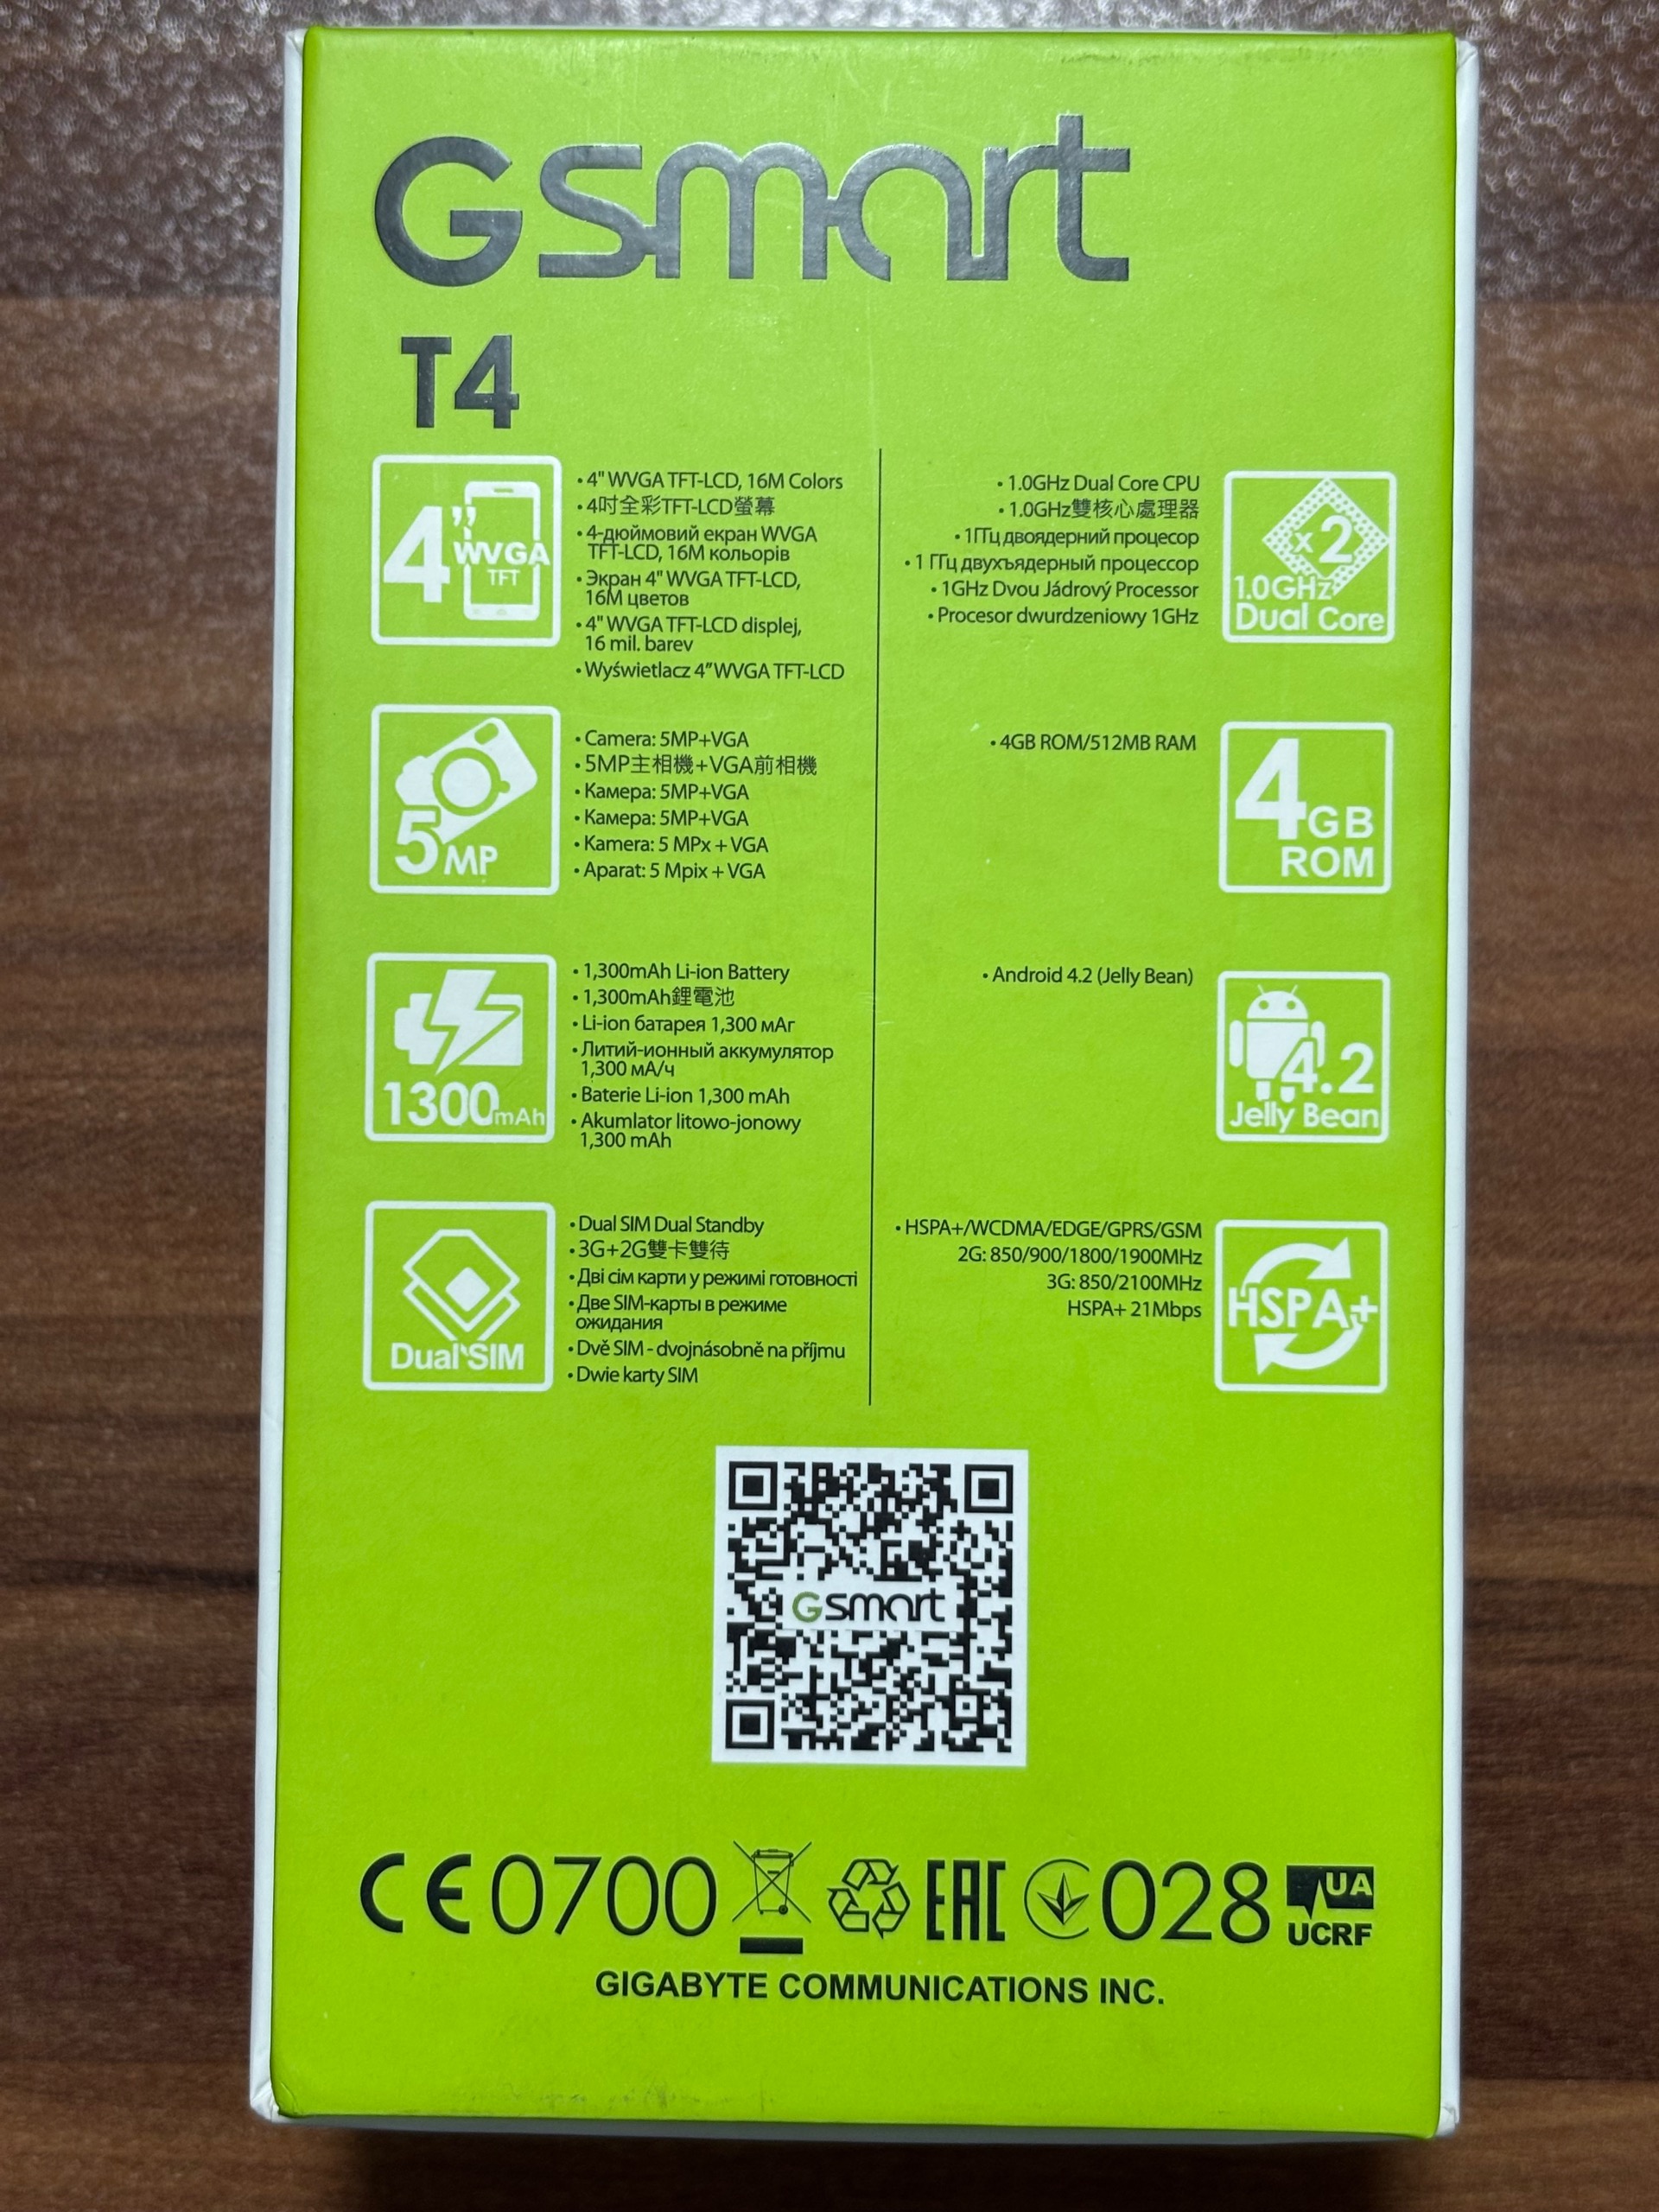 Gsmart
T4
4"
WVGA
TFT
• 4" WVGA TFT-LCD, 16M Colors
• 4吋全彩TFT-LCD螢幕
• 4-дюймовий екран WVGA
TFT-LCD, 16М кольорів
• Экран 4" WVGA TFT-LCD,
16М цветов
• 4" WVGA TFT-LCD displej,
16 mil. barev
• Wyświetlacz 4” WVGA TFT-LCD
5MP
• Camera: 5MP+VGA
• 5MP主相機+VGA前相機
• Камера: 5MP+VGA
• Камера: 5MP+VGA
• Kamera: 5 MPx + VGA
• Aparat: 5 Mpix + VGA
1300mAh
• 1,300mAh Li-ion Battery
• 1,300mAh鋰電池
• Li-ion батарея 1,300 мАг
• Литий-ионный аккумулятор
1,300 мА/ч
• Baterie Li-ion 1,300 mAh
• Akumlator litowo-jonowy
1,300 mAh
Dual SIM
• Dual SIM Dual Standby
• 3G+2G雙卡雙待
• Дві сім карти у режимі готовності
• Две SIM-карты в режиме
ожидания
• Dvě SIM - dvojnásobně na příjmu
• Dwie karty SIM
• 1.0GHz Dual Core CPU
• 1.0GHz雙核心處理器
• 1ГГц двоядерний процесор
• 1 ГГц двухъядерный процессор
• 1GHz Dvou Jádrový Processor
• Procesor dwurdzeniowy 1GHz
x2
1.0GHz
Dual Core
• 4GB ROM/512MB RAM
4GB
ROM
• Android 4.2 (Jelly Bean)
4.2
Jelly Bean
• HSPA+/WCDMA/EDGE/GPRS/GSM
2G: 850/900/1800/1900MHz
3G: 850/2100MHz
HSPA+ 21Mbps
HSPA+
Gsmart
CE0700 EAC 028 UA
UCRF
GIGABYTE COMMUNICATIONS INC.